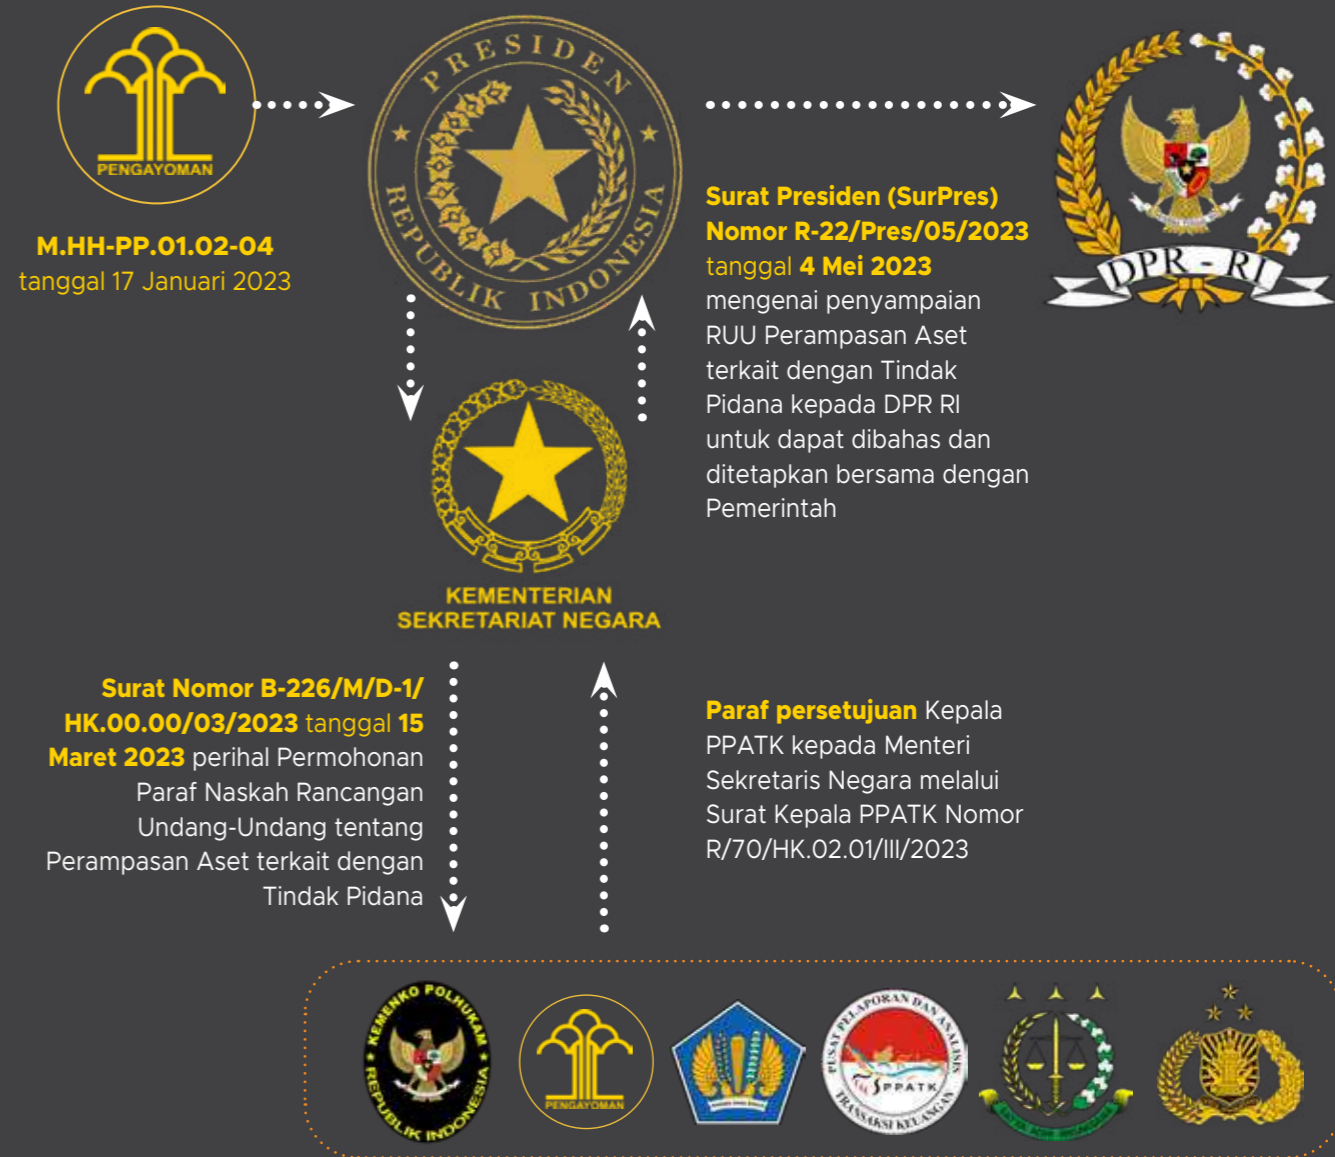 PENGAYOMAN
M.HH-PP.01.02-04
tanggal 17 Januari 2023
PRESIDEN
REPUBLIK INDONESIA
Surat Presiden (SurPres)
Nomor R-22/Pres/05/2023
tanggal 4 Mei 2023
mengenai penyampaian
RUU Perampasan Aset
terkait dengan Tindak
Pidana kepada DPR RI
untuk dapat dibahas dan
ditetapkan bersama dengan
Pemerintah
DPR - RI
KEMENTERIAN
SEKRETARIAT NEGARA
Surat Nomor B-226/M/D-1/
HK.00.00/03/2023 tanggal 15
Maret 2023 perihal Permohonan
Paraf Naskah Rancangan
Undang-Undang tentang
Perampasan Aset terkait dengan
Tindak Pidana
Paraf persetujuan Kepala
PPATK kepada Menteri
Sekretaris Negara melalui
Surat Kepala PPATK Nomor
R/70/HK.02.01/III/2023
KEMENKO POLHUKAM
REPUBLIK INDONESIA
PENGAYOMAN
PUSAT PELAPORAN DAN ANALISIS
PPATK
TRANSAKSI KEUANGAN